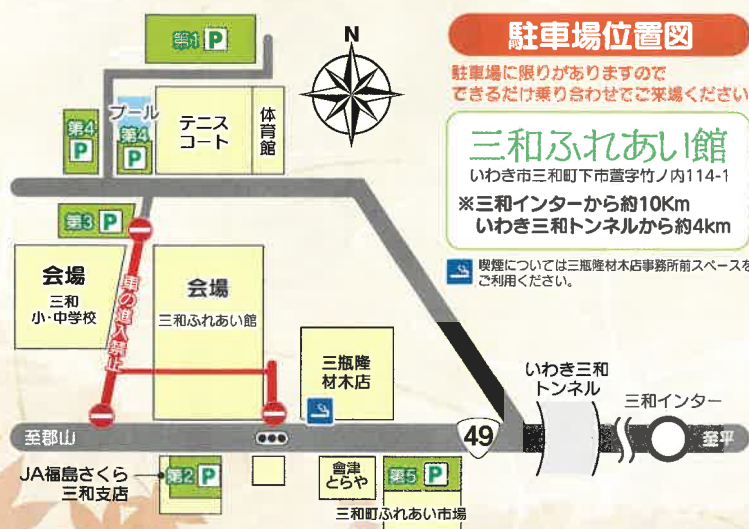 駐車場位置図
駐車場に限りがありますので
できるだけ乗り合わせでご来場ください
三和ふれあい館
いわき市三和町下市萱字竹ノ内114-1
※三和インターから約10Km
いわき三和トンネルから約4km
喫煙については三瓶隆材木店事務所前スペースを
ご利用ください。
N
第1 P
プール
第4 P
第4 P
テニス
コート
体育館
第3 P
会場
三和
小・中学校
車の進入禁止
会場
三和ふれあい館
三瓶隆
材木店
いわき三和
トンネル
三和インター
至郡山
49
至平
JA福島さくら
三和支店
第2 P
會津
とらや
第5 P
三和町ふれあい市場